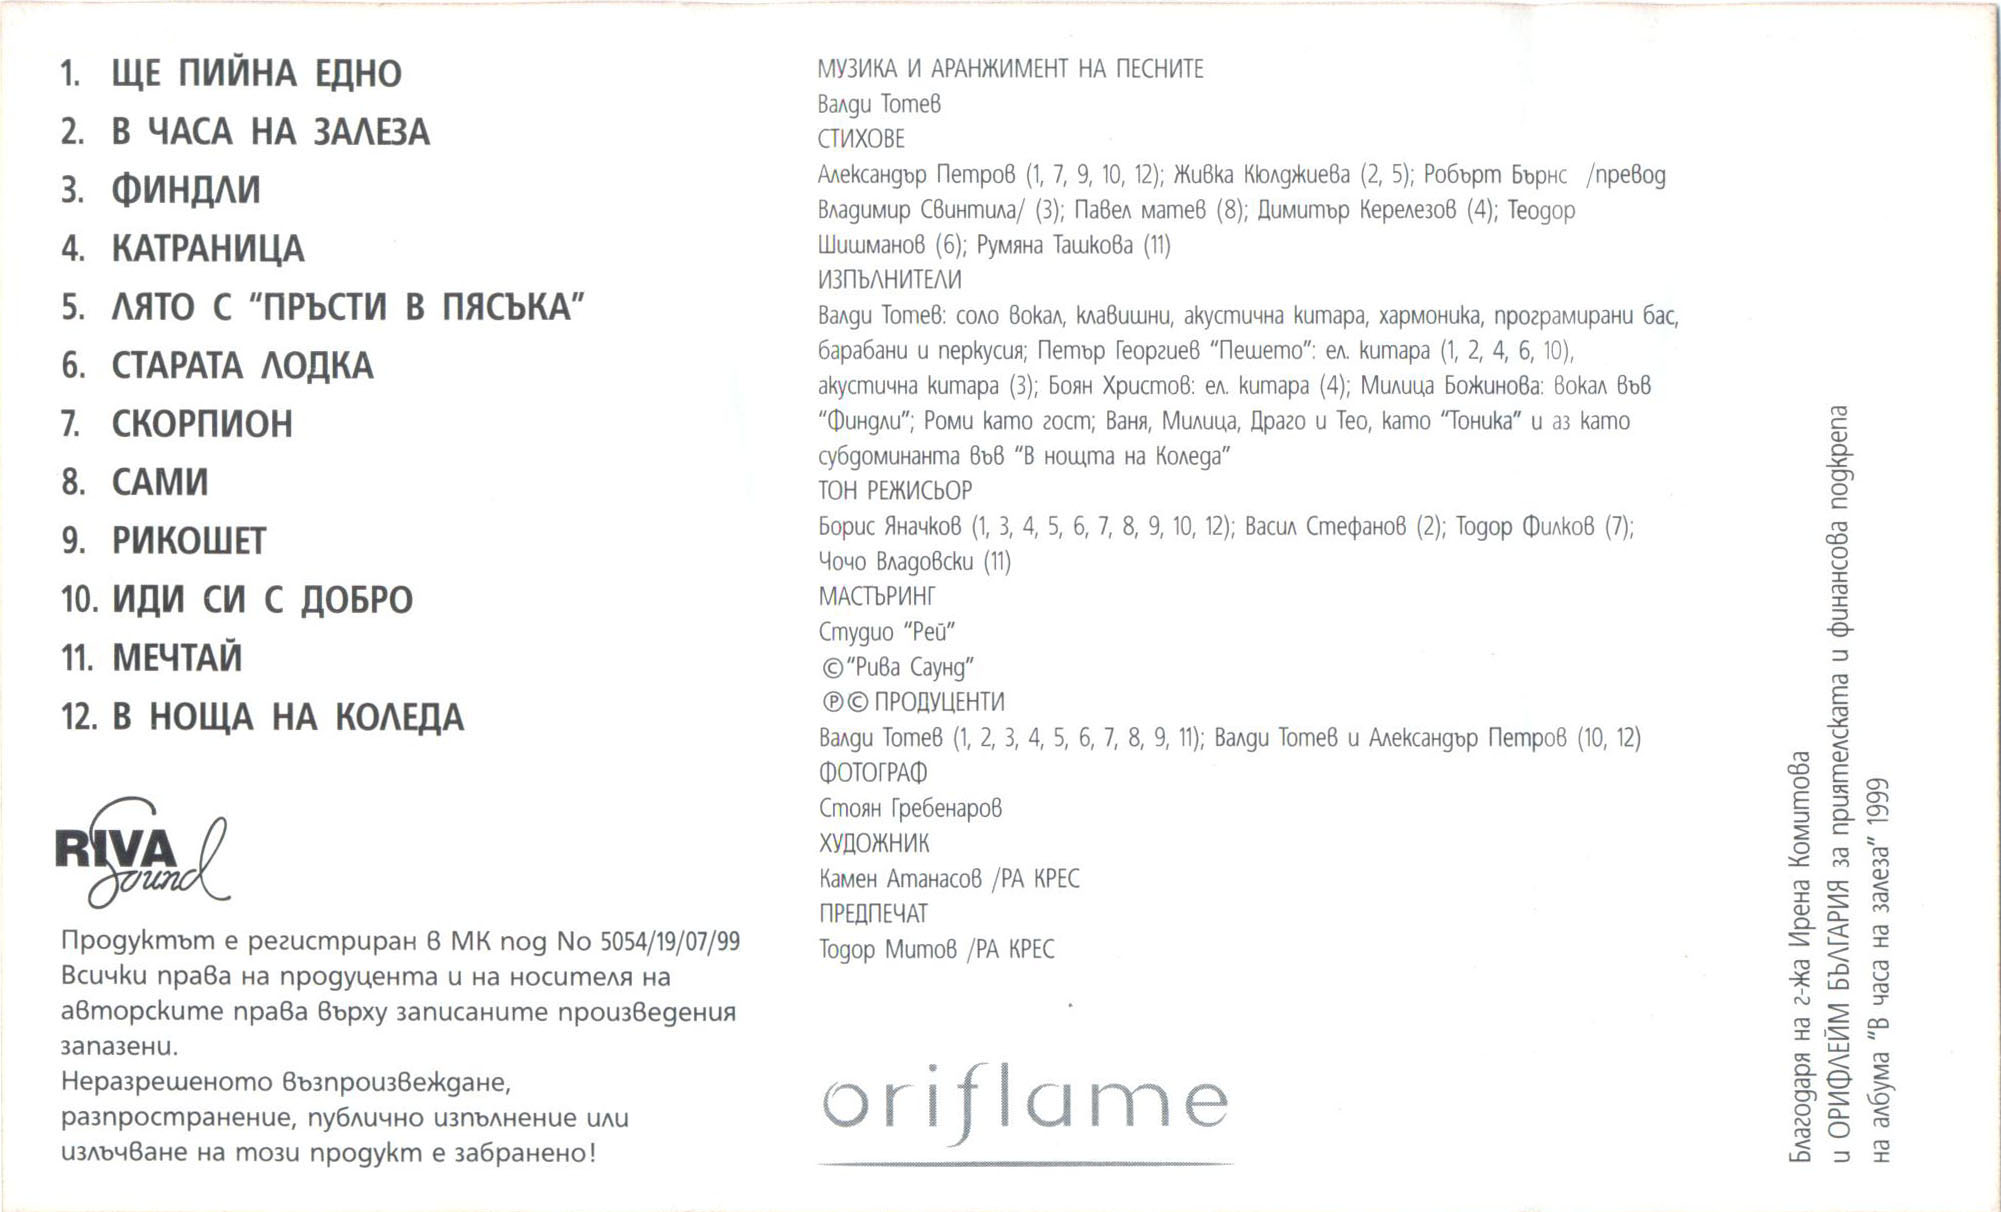 1. ЩЕ ПИЙНА ЕДНО
2. В ЧАСА НА ЗАЛЕЗА
3. ФИНДЛИ
4. КАТРАНИЦА
5. ЛЯТО С "ПРЪСТИ В ПЯСЪКА"
6. СТАРАТА ЛОДКА
7. СКОРПИОН
8. САМИ
9. РИКОШЕТ
10. ИДИ СИ С ДОБРО
11. МЕЧТАЙ
12. В НОЩА НА КОЛЕДА
RIVA
Sound
Продуктът е регистриран в МК под No 5054/19/07/99
Всички права на продуцента и на носителя на
авторските права върху записаните произведения
запазени.
Неразрешеното възпроизвеждане,
разпространение, публично изпълнение или
излъчване на този продукт е забранено!
МУЗИКА И АРАНЖИМЕНТ НА ПЕСНИТЕ
Валди Тотев
СТИХОВЕ
Александър Петров (1, 7, 9, 10, 12); Живка Кюлджиева (2, 5); Робърт Бърнс /превод
Владимир Свинтила/ (3); Павел матев (8); Димитър Керелезов (4); Теодор
Шишманов (6); Румяна Ташкова (11)
ИЗПЪЛНИТЕЛИ
Валди Тотев: соло вокал, клавишни, акустична китара, хармоника, програмирани бас,
барабани и перкусия; Петър Георгиев "Пешето": ел. китара (1, 2, 4, 6, 10),
акустична китара (3); Боян Христов: ел. китара (4); Милица Божинова: вокал във
"Финдли"; Роми като гост; Ваня, Милица, Драго и Тео, като "Тоника" и аз като
субдоминанта във "В нощта на Коледа"
ТОН РЕЖИСЬОР
Борис Яначков (1, 3, 4, 5, 6, 7, 8, 9, 10, 12); Васил Стефанов (2); Тодор Филков (7);
Чочо Владовски (11)
МАСТЪРИНГ
Студио "Рей"
©"Рива Саунд"
℗© ПРОДУЦЕНТИ
Валди Тотев (1, 2, 3, 4, 5, 6, 7, 8, 9, 11); Валди Тотев и Александър Петров (10, 12)
ФОТОГРАФ
Стоян Гребенаров
ХУДОЖНИК
Камен Атанасов /РА КРЕС
ПРЕДПЕЧАТ
Тодор Митов /РА КРЕС
oriflame
Благодаря на г-жа Ирена Комитова
и ОРИФЛЕЙМ БЪЛГАРИЯ за приятелската и финансова подкрепа
на албума "В часа на залеза" 1999